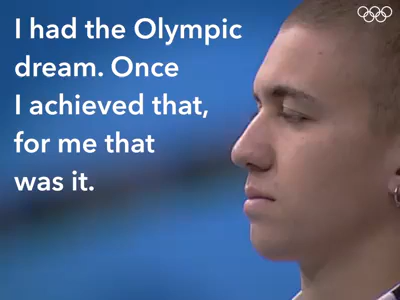 I had the Olympic
dream. Once
I achieved that,
for me that
was it.